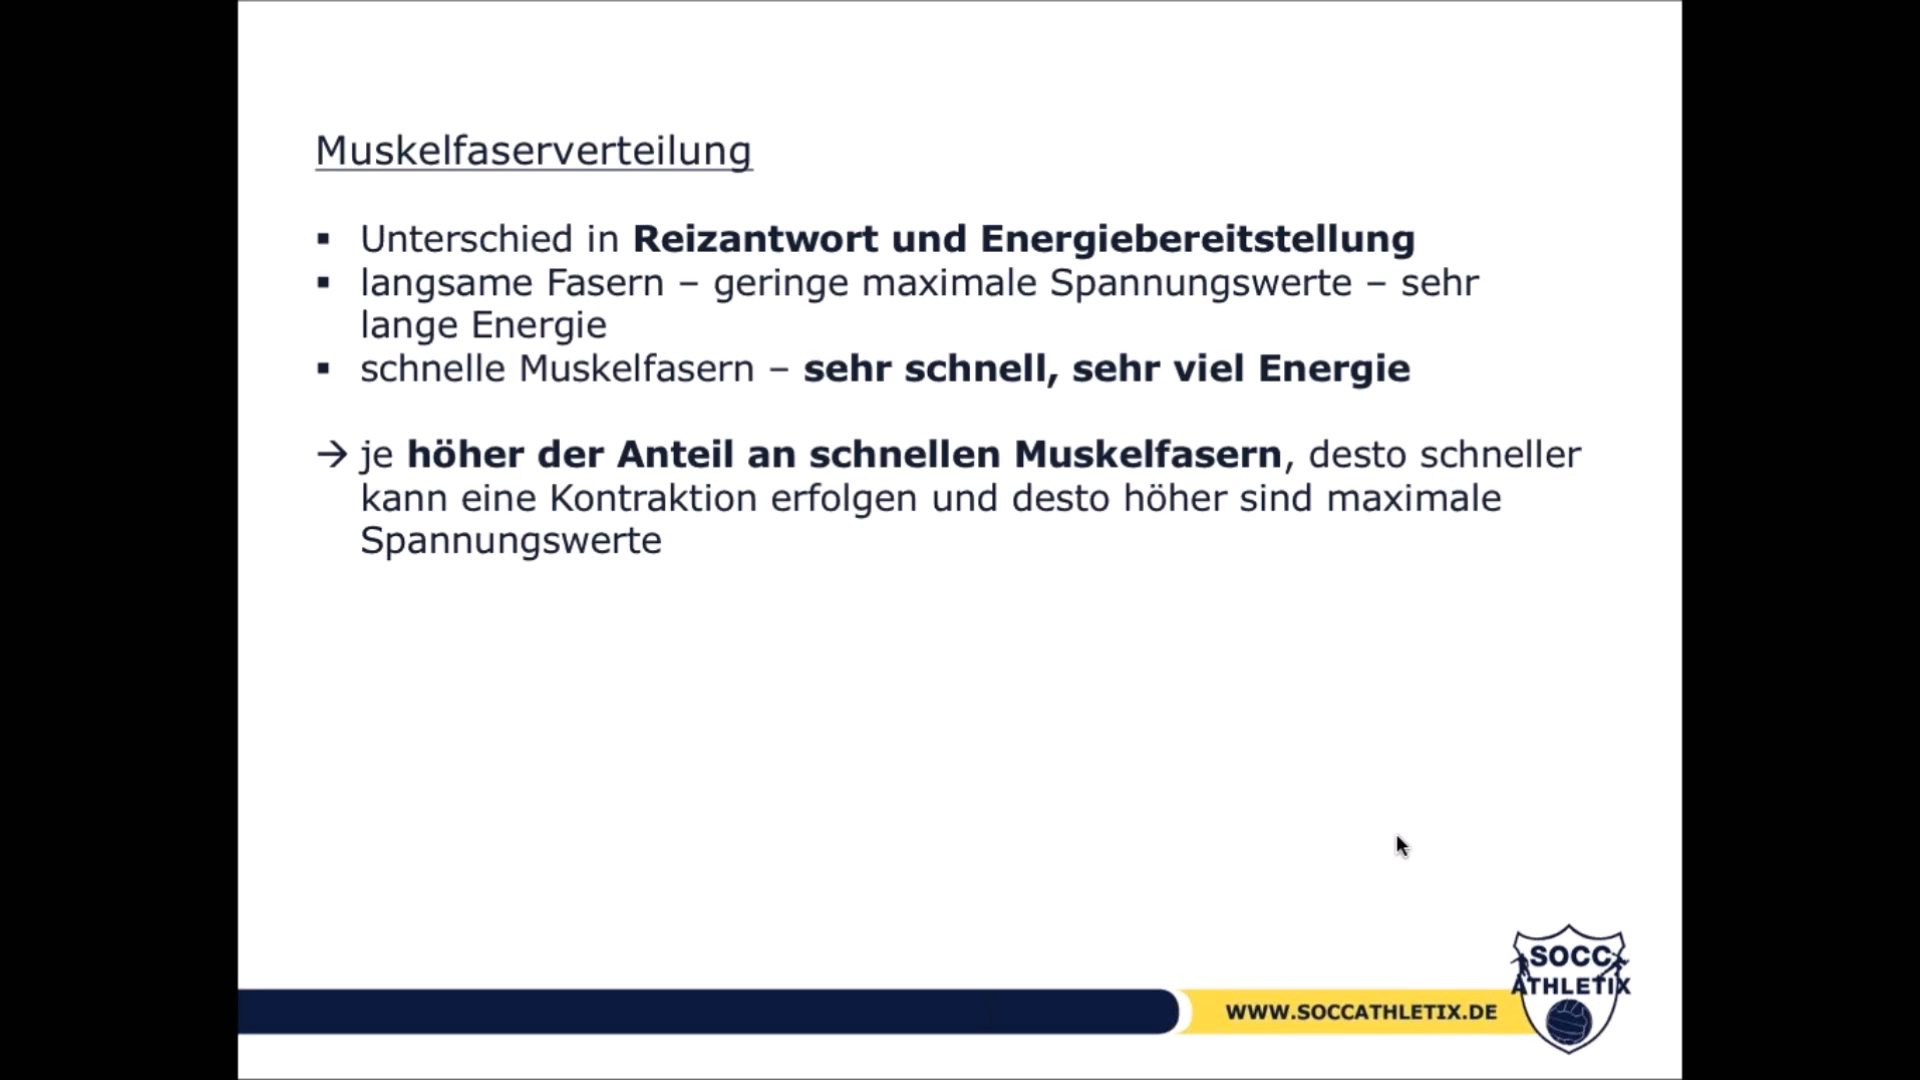 Muskelfaserverteilung
▪ Unterschied in Reizantwort und Energiebereitstellung
▪ langsame Fasern – geringe maximale Spannungswerte – sehr
lange Energie
▪ schnelle Muskelfasern – sehr schnell, sehr viel Energie
→ je höher der Anteil an schnellen Muskelfasern, desto schneller
kann eine Kontraktion erfolgen und desto höher sind maximale
Spannungswerte
WWW.SOCCATHLETIX.DE
SOCC
ATHLETIX